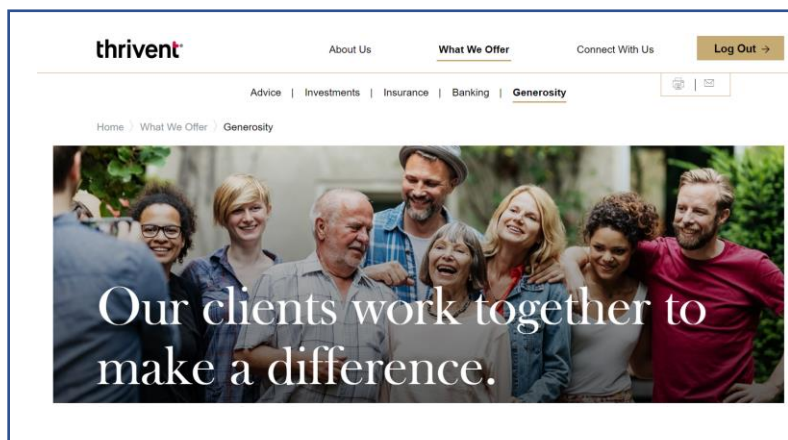 thrivent
About Us
What We Offer
Connect With Us
Log Out →
Advice | Investments | Insurance | Banking | Generosity
Home 〉 What We Offer 〉 Generosity
Our clients work together to
make a difference.